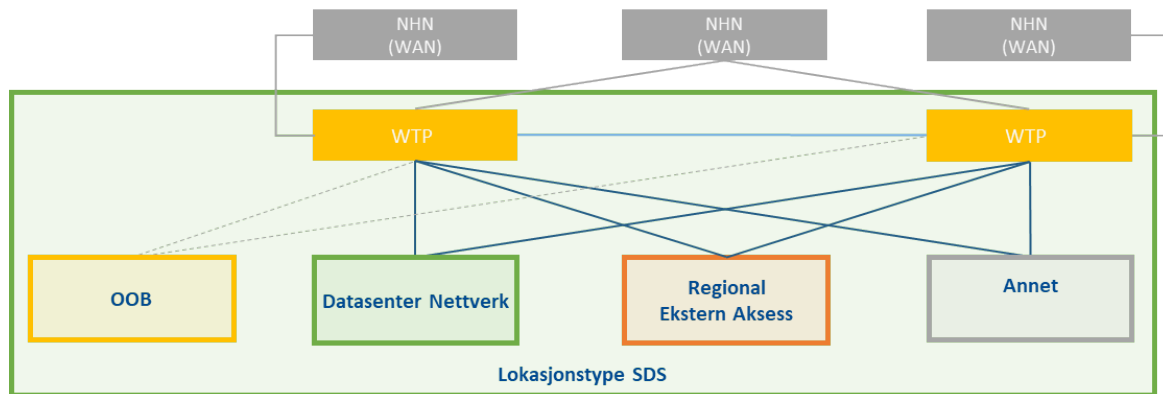 NHN
(WAN)
NHN
(WAN)
NHN
(WAN)
WTP
WTP
OOB
Datasenter Nettverk
Regional
Ekstern Aksess
Annet
Lokasjonstype SDS